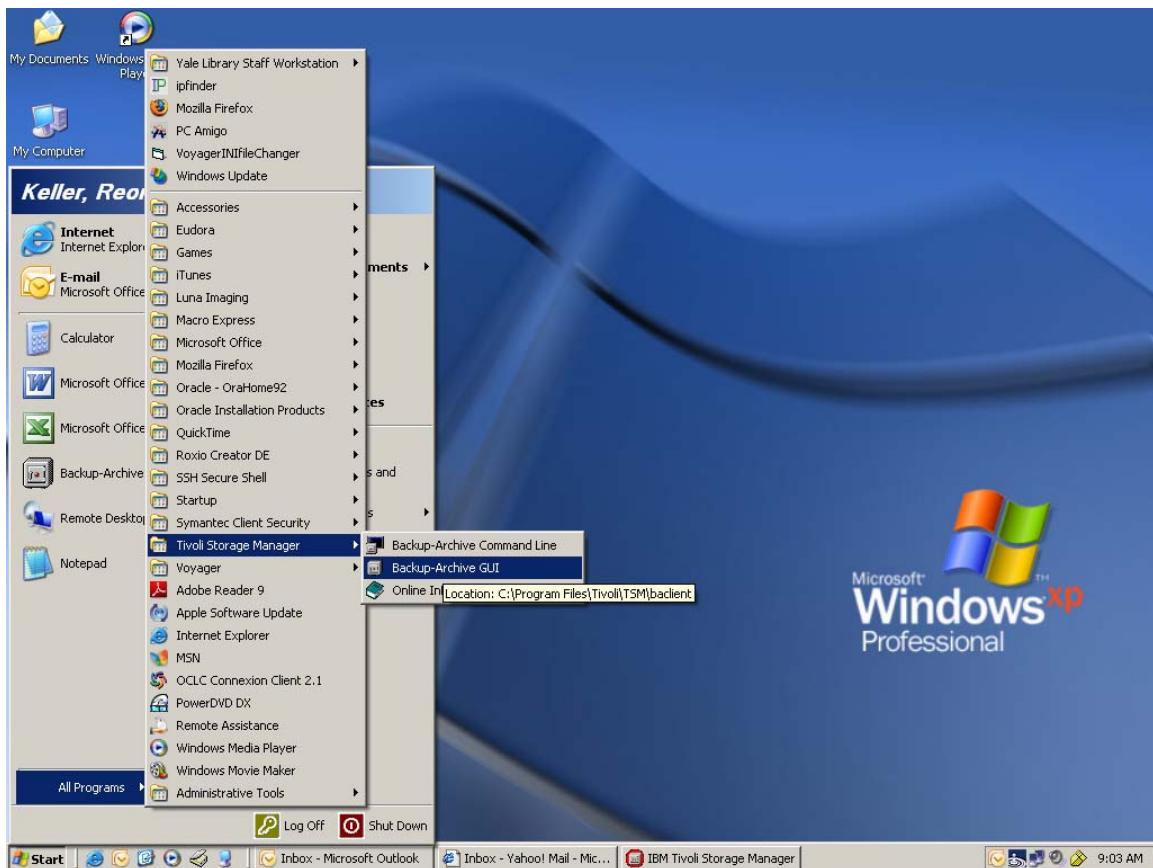 My Documents
Windows
Play
My Computer
Yale Library Staff Workstation
ipfinder
Mozilla Firefox
PC Amigo
VoyagerINIfileChanger
Windows Update
Accessories
Eudora
Games
iTunes
Luna Imaging
Macro Express
Microsoft Office
Mozilla Firefox
Oracle - OraHome92
Oracle Installation Products
QuickTime
Roxio Creator DE
SSH Secure Shell
Startup
Symantec Client Security
Tivoli Storage Manager
Voyager
Adobe Reader 9
Apple Software Update
Internet Explorer
MSN
OCLC Connexion Client 2.1
PowerDVD DX
Remote Assistance
Windows Media Player
Windows Movie Maker
Administrative Tools
Backup-Archive Command Line
Backup-Archive GUI
Online In
Location: C:\Program Files\Tivoli\TSM\baclient
Keller, Reor
Internet
Internet Explor
E-mail
Microsoft Office
Calculator
Microsoft Office
Microsoft Office
Backup-Archive
Remote Desktop
Notepad
All Programs
ments
ces
s and
s
Log Off
Shut Down
Microsoft
Windows xp
TM
Professional
Start
Inbox - Microsoft Outlook
Inbox - Yahoo! Mail - Mic...
IBM Tivoli Storage Manager
9:03 AM